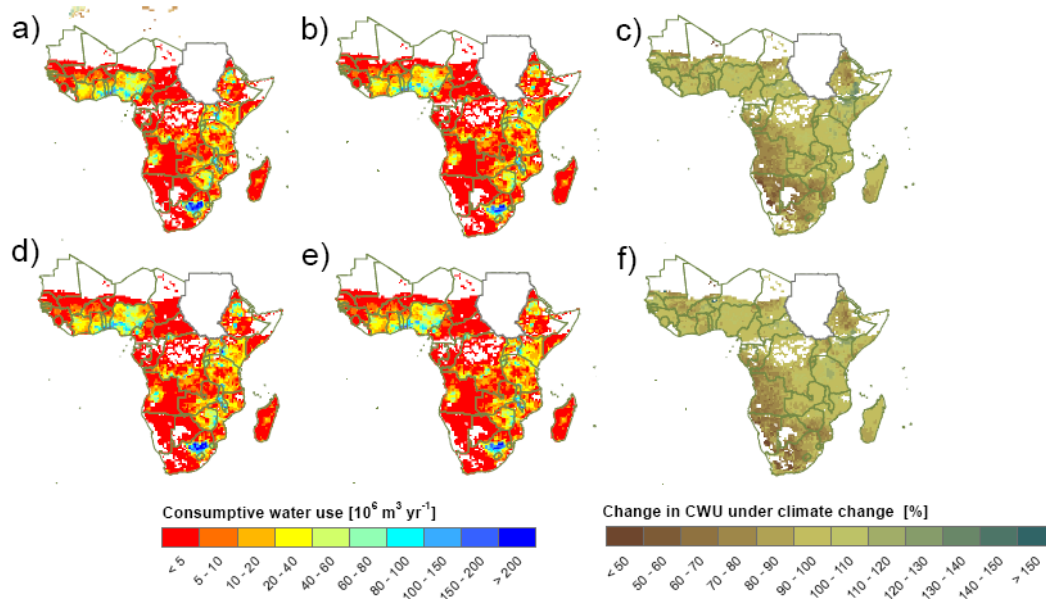 a)
b)
c)
d)
e)
f)
Consumptive water use [10⁶ m³ yr⁻¹]
< 5
5 - 10
10 - 20
20 - 40
40 - 60
60 - 80
80 - 100
100 - 150
150 - 200
> 200
Change in CWU under climate change [%]
< 50
50 - 60
60 - 70
70 - 80
80 - 90
90 - 100
100 - 110
110 - 120
120 - 130
130 - 140
140 - 150
> 150